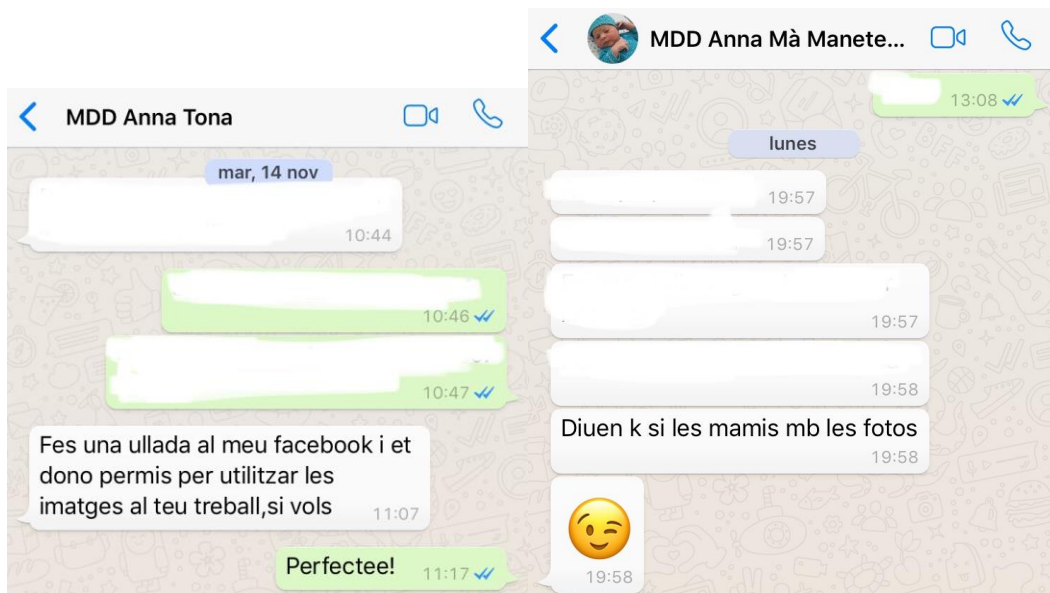 MDD Anna Tona
mar, 14 nov
10:44
10:46
10:47
Fes una ullada al meu facebook i et
dono permis per utilitzar les
imatges al teu treball,si vols
11:07
Perfectee!
11:17
MDD Anna Mà Manete...
13:08
lunes
19:57
19:57
19:57
19:58
Diuen k si les mamis mb les fotos
19:58
19:58